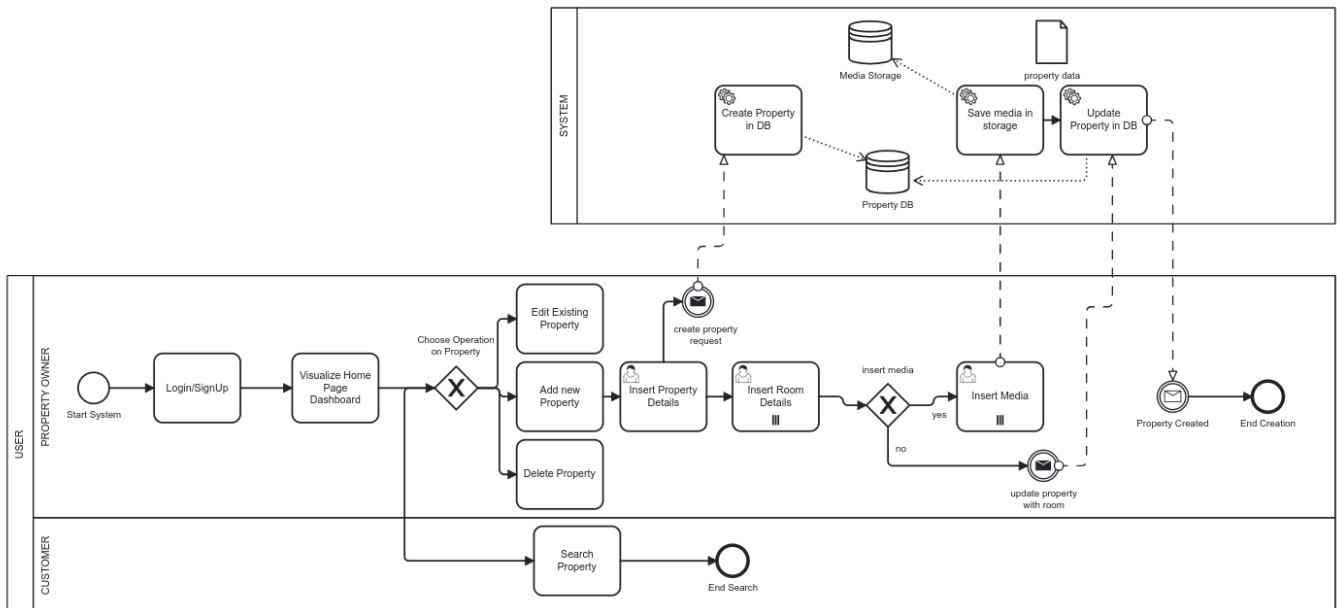 Media Storage
property data
SYSTEM
Create Property
in DB
Save media in
storage
Update
Property in DB
Property DB
USER
PROPERTY OWNER
Start System
Login/SignUp
Visualize Home
Page
Dashboard
Choose Operation
on Property
Edit Existing
Property
Add new
Property
Delete Property
create property
request
Insert Property
Details
Insert Room
Details
insert media
yes
no
Insert Media
update property
with room
Property Created
End Creation
CUSTOMER
Search
Property
End Search